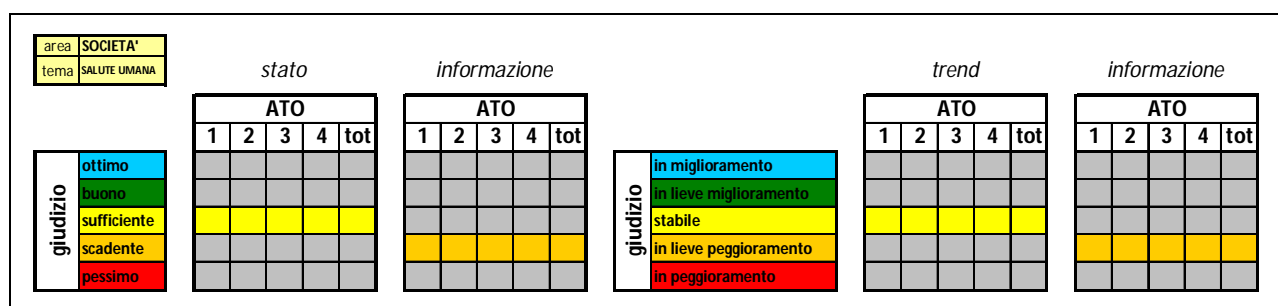 area SOCIETA'
tema SALUTE UMANA
stato informazione trend informazione
ATO ATO ATO ATO
1 2 3 4 tot 1 2 3 4 tot 1 2 3 4 tot 1 2 3 4 tot
giudizio giudizio
ottimo in miglioramento
buono in lieve miglioramento
sufficiente stabile
scadente in lieve peggioramento
pessimo in peggioramento